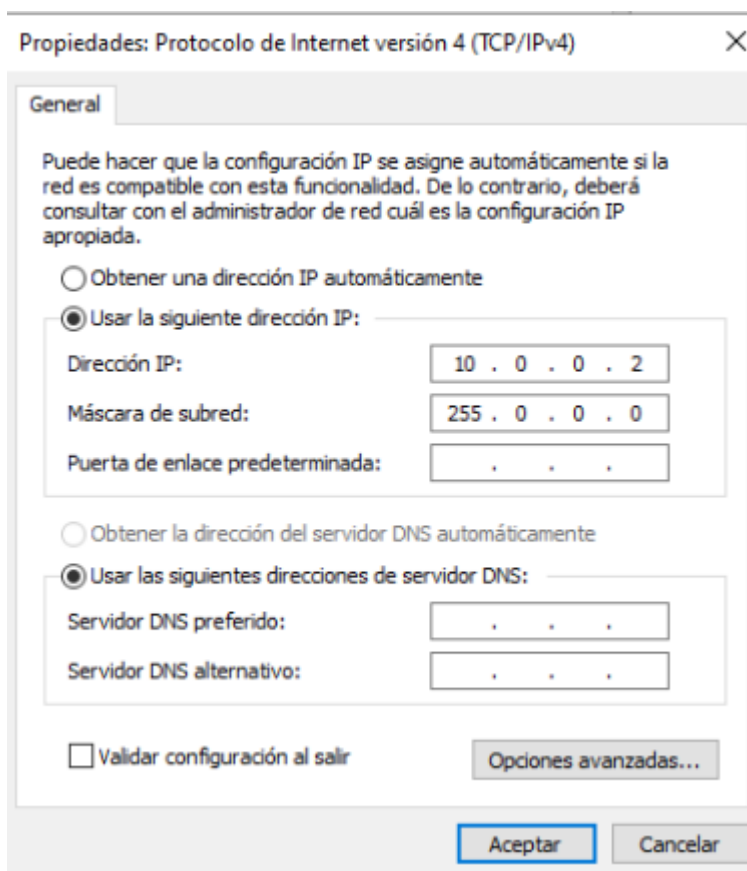 Propiedades: Protocolo de Internet versión 4 (TCP/IPv4)
General
Puede hacer que la configuración IP se asigne automáticamente si la
red es compatible con esta funcionalidad. De lo contrario, deberá
consultar con el administrador de red cuál es la configuración IP
apropiada.
Obtener una dirección IP automáticamente
Usar la siguiente dirección IP:
Dirección IP: 10 . 0 . 0 . 2
Máscara de subred: 255 . 0 . 0 . 0
Puerta de enlace predeterminada: . . .
Obtener la dirección del servidor DNS automáticamente
Usar las siguientes direcciones de servidor DNS:
Servidor DNS preferido: . . .
Servidor DNS alternativo: . . .
Validar configuración al salir Opciones avanzadas...
Aceptar Cancelar